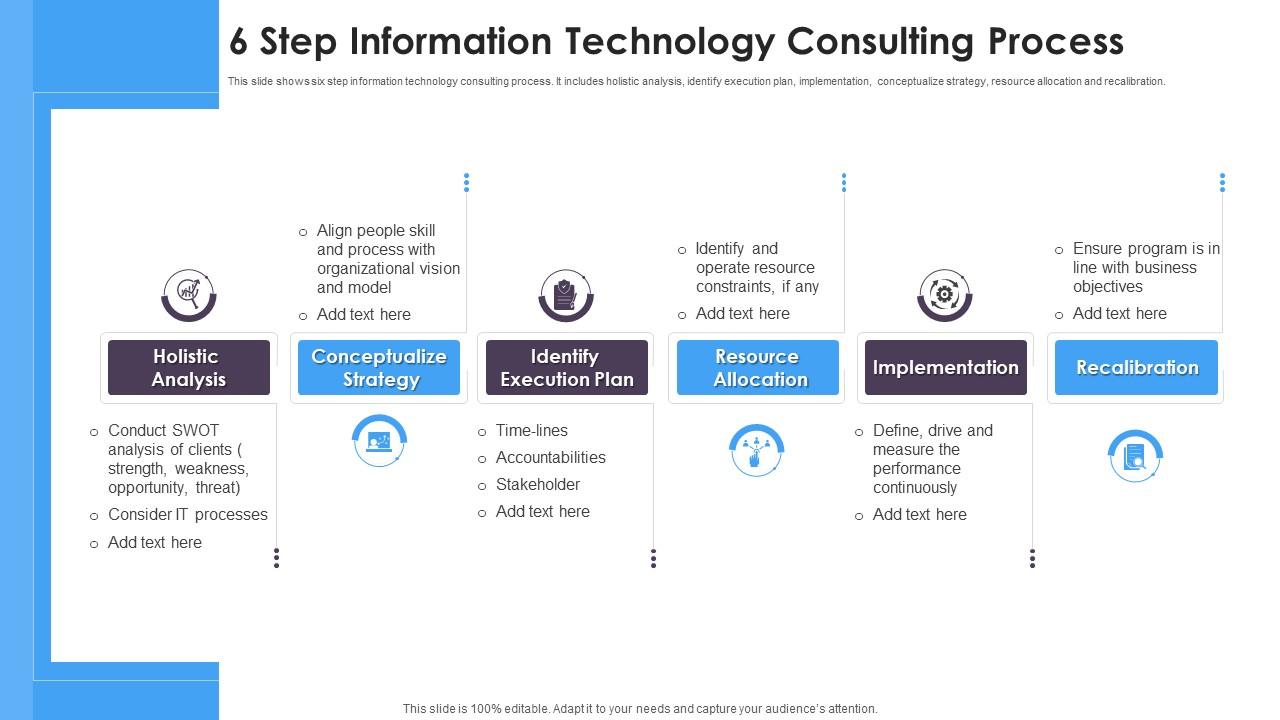 6 Step Information Technology Consulting Process
This slide shows six step information technology consulting process. It includes holistic analysis, identify execution plan, implementation, conceptualize strategy, resource allocation and recalibration.
Holistic
Analysis
o Conduct SWOT
analysis of clients (
strength, weakness,
opportunity, threat)
o Consider IT processes
o Add text here
o Align people skill
and process with
organizational vision
and model
o Add text here
Conceptualize
Strategy
Identify
Execution Plan
o Time-lines
o Accountabilities
o Stakeholder
o Add text here
o Identify and
operate resource
constraints, if any
o Add text here
Resource
Allocation
Implementation
o Define, drive and
measure the
performance
continuously
o Add text here
o Ensure program is in
line with business
objectives
o Add text here
Recalibration
This slide is 100% editable. Adapt it to your needs and capture your audience's attention.